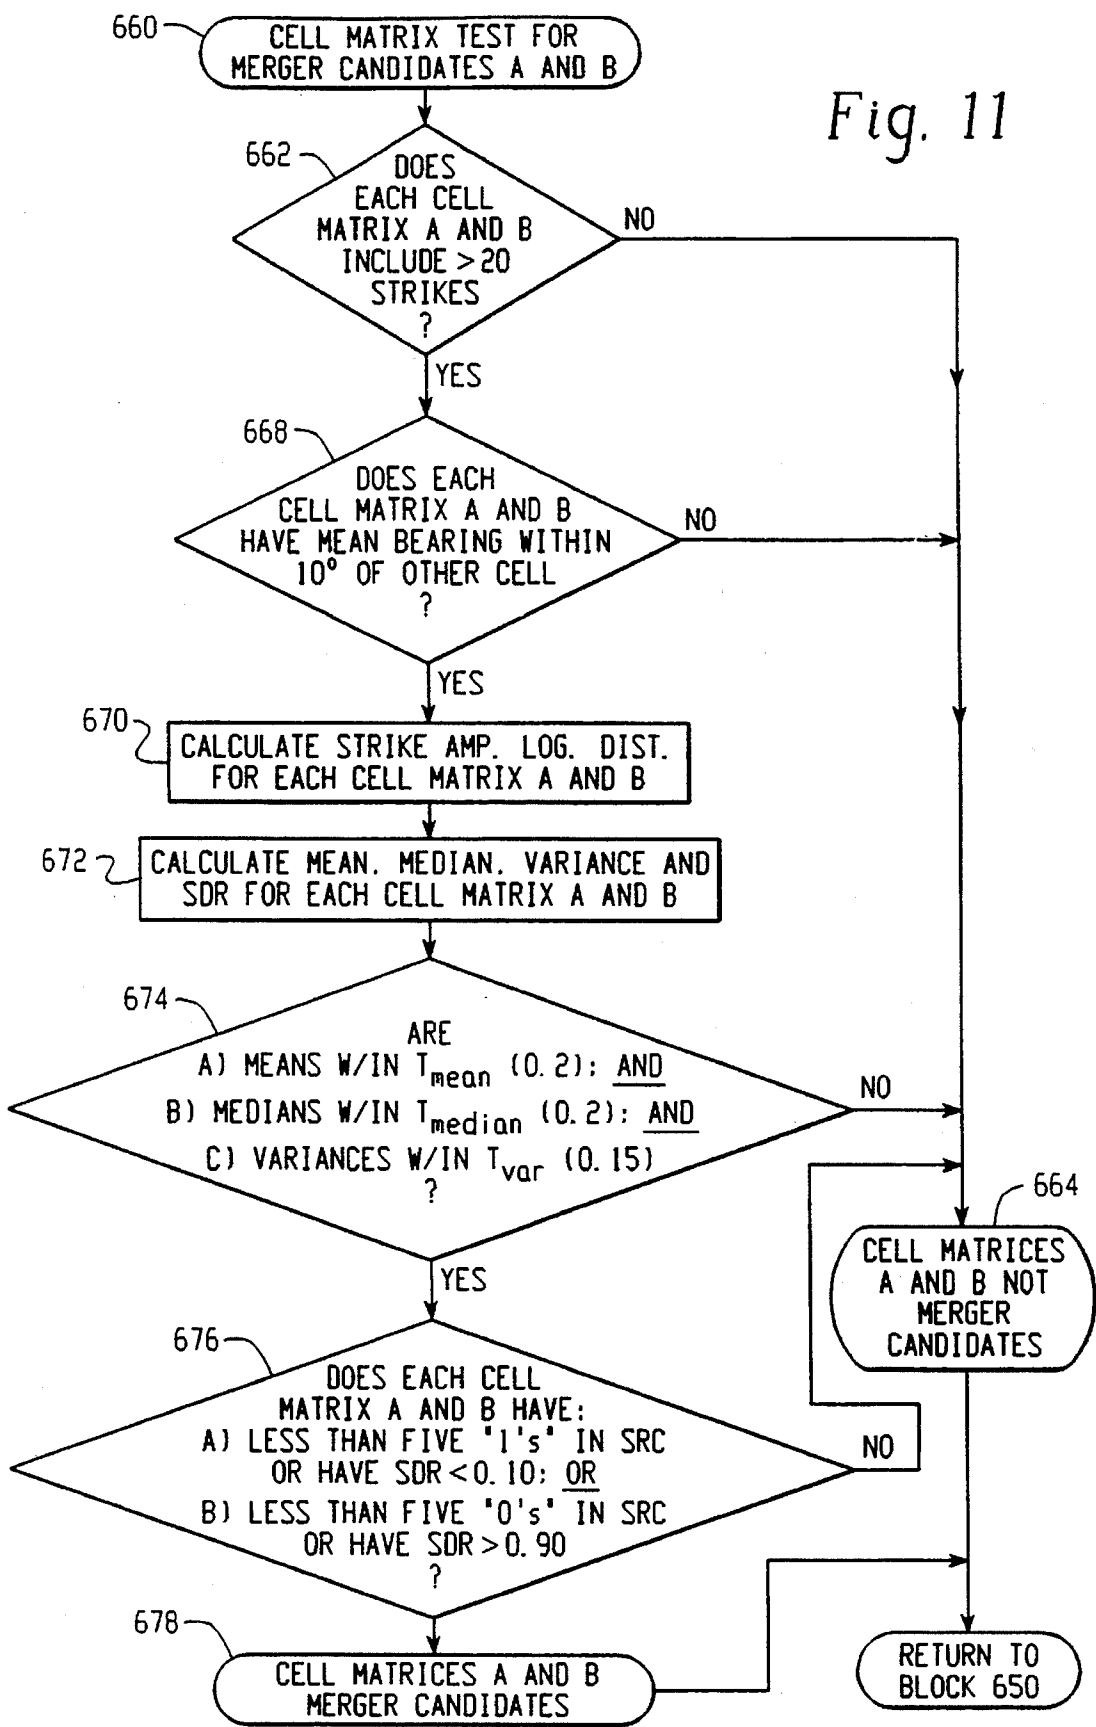 660
CELL MATRIX TEST FOR
MERGER CANDIDATES A AND B
Fig. 11
662
DOES
EACH CELL
MATRIX A AND B
INCLUDE > 20
STRIKES
?
NO
YES
668
DOES EACH
CELL MATRIX A AND B
HAVE MEAN BEARING WITHIN
10° OF OTHER CELL
?
NO
YES
670
CALCULATE STRIKE AMP. LOG. DIST.
FOR EACH CELL MATRIX A AND B
672
CALCULATE MEAN. MEDIAN. VARIANCE AND
SDR FOR EACH CELL MATRIX A AND B
674
ARE
A) MEANS W/IN Tmean (0.2); AND
B) MEDIANS W/IN Tmedian (0.2); AND
C) VARIANCES W/IN Tvar (0.15)
?
NO
YES
664
CELL MATRICES
A AND B NOT
MERGER
CANDIDATES
676
DOES EACH CELL
MATRIX A AND B HAVE:
A) LESS THAN FIVE "1's" IN SRC
OR HAVE SDR < 0.10; OR
B) LESS THAN FIVE "0's" IN SRC
OR HAVE SDR > 0.90
?
NO
678
CELL MATRICES A AND B
MERGER CANDIDATES
RETURN TO
BLOCK 650